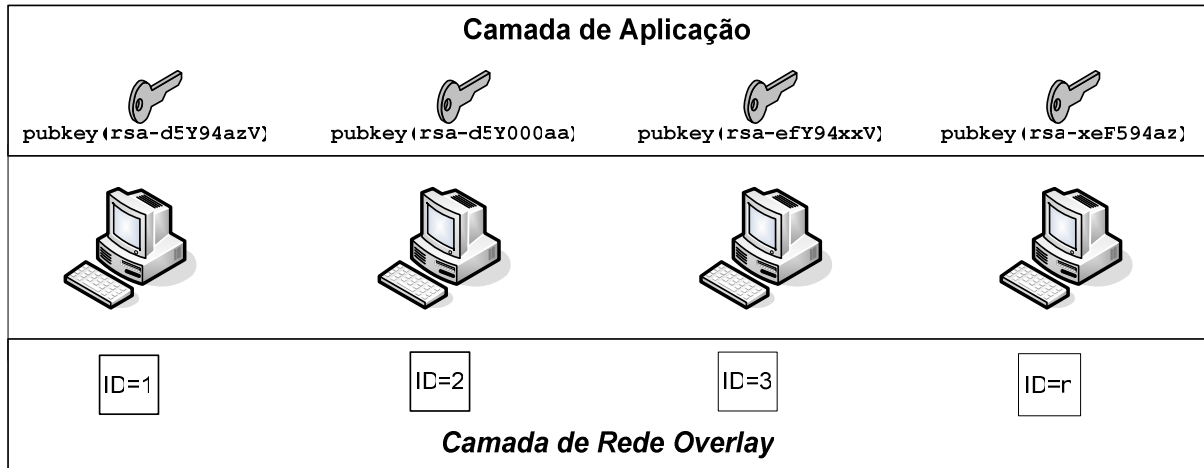 Camada de Aplicação
pubkey(rsa-d5Y94azV) pubkey(rsa-d5Y000aa) pubkey(rsa-efY94xxV) pubkey(rsa-xeF594az)
ID=1 ID=2 ID=3 ID=n
Camada de Rede Overlay